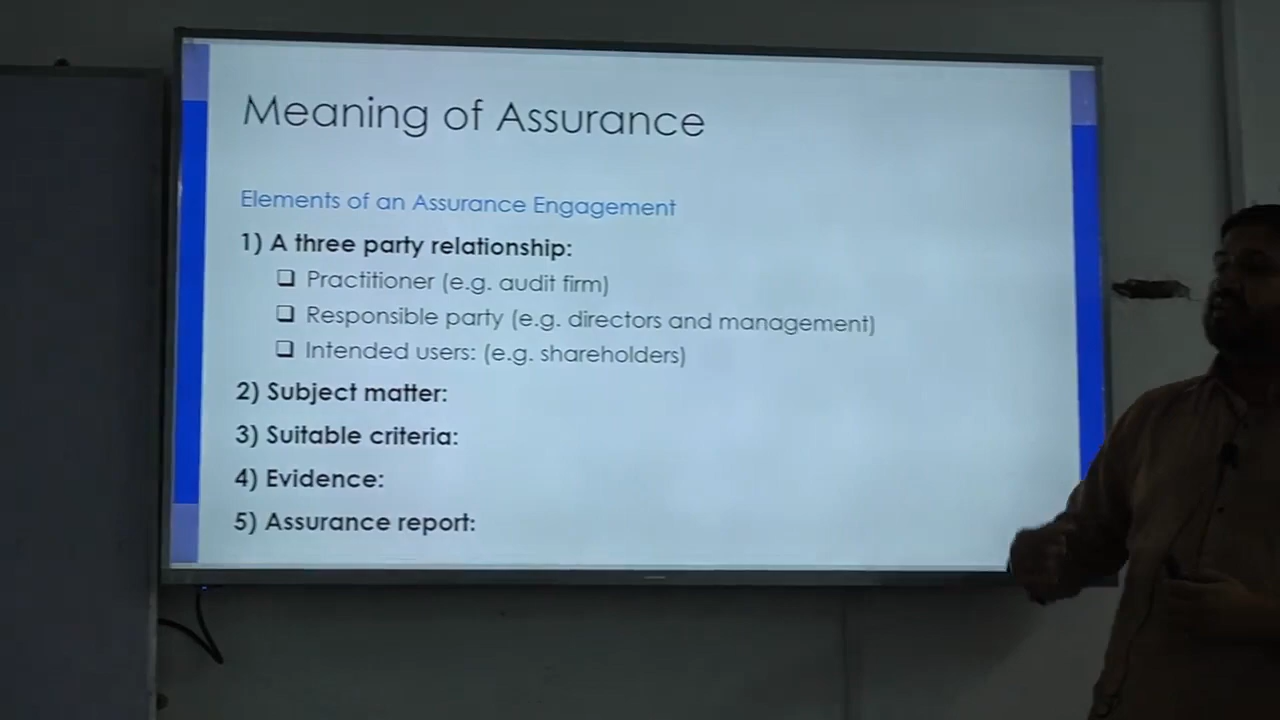 Meaning of Assurance
Elements of an Assurance Engagement
1) A three party relationship:
❑ Practitioner (e.g. audit firm)
❑ Responsible party (e.g. directors and management)
❑ Intended users: (e.g. shareholders)
2) Subject matter:
3) Suitable criteria:
4) Evidence:
5) Assurance report: